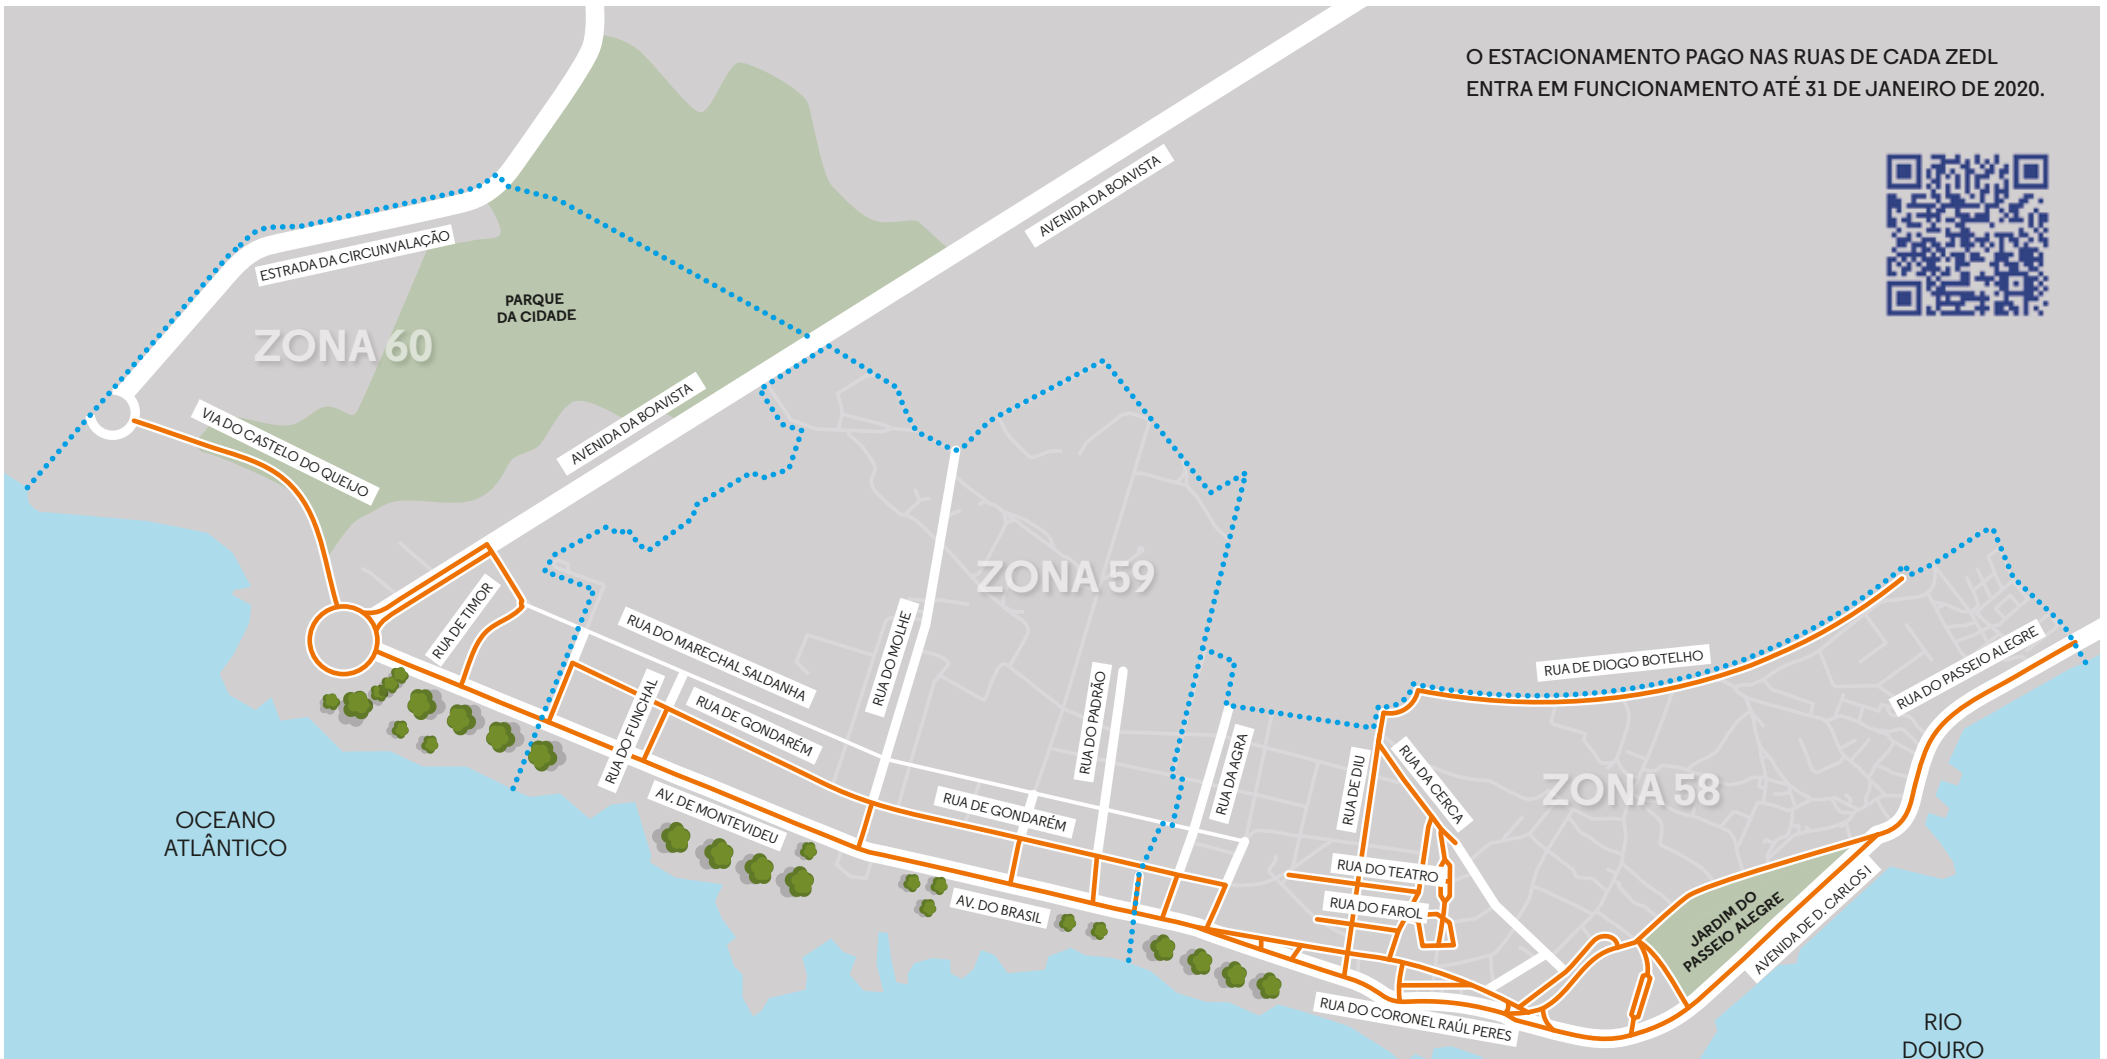 O ESTACIONAMENTO PAGO NAS RUAS DE CADA ZEDL
ENTRA EM FUNCIONAMENTO ATÉ 31 DE JANEIRO DE 2020.
AVENIDA DA BOAVISTA
ESTRADA DA CIRCUNVALAÇÃO
PARQUE
DA CIDADE
ZONA 60
AVENIDA DA BOAVISTA
VIA DO CASTELO DO QUEIJO
ZONA 59
RUA DE TIMOR
RUA DO MARECHAL SALDANHA
RUA DO MOLHE
RUA DO FUNCHAL
RUA DE GONDARÉM
RUA DO PADRÃO
RUA DE DIOGO BOTELHO
RUA DO PASSEIO ALEGRE
RUA DA AGRA
RUA DE DIU
RUA DA CERCA
ZONA 58
OCEANO
ATLÂNTICO
AV. DE MONTEVIDEU
RUA DE GONDARÉM
RUA DO TEATRO
RUA DO FAROL
AV. DO BRASIL
JARDIM DO
PASSEIO ALEGRE
AVENIDA DE D. CARLOS I
RUA DO CORONEL RAÚL PERES
RIO
DOURO